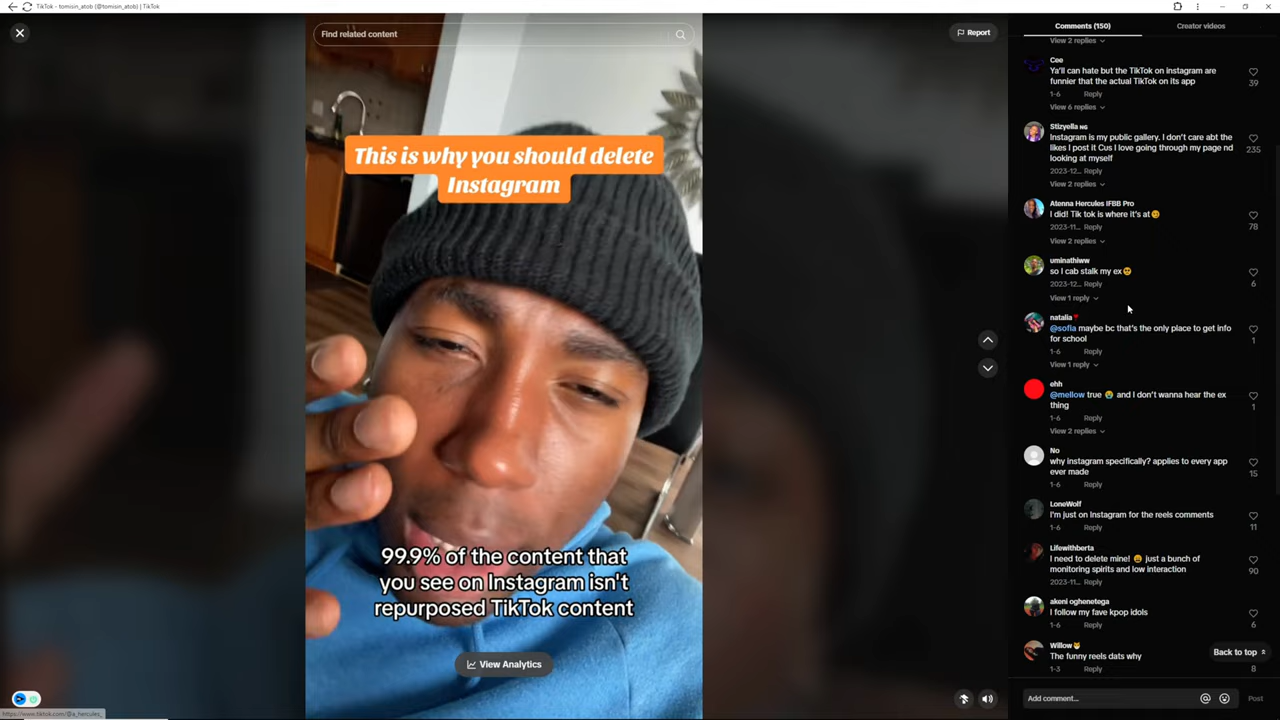 TikTok - tomisin_atob (@tomisin_atob) | TikTok
Find related content
Report
This is why you should delete
Instagram
99.9% of the content that
you see on Instagram isn't
repurposed TikTok content
View Analytics
https://www.tiktok.com/@a_hercules_
Comments (150)
Creator videos
View 2 replies
Cee
Ya'll can hate but the TikTok on instagram are
funnier that the actual TikTok on its app
39
1-6 Reply
View 6 replies
Stizyella NG
Instagram is my public gallery. I don't care abt the
likes I post it Cus I love going through my page nd
looking at myself
235
2023-12... Reply
View 2 replies
Atenna Hercules IFBB Pro
I did! Tik tok is where it's at
78
2023-11... Reply
View 2 replies
uminathiww
so I cab stalk my ex
6
2023-12... Reply
View 1 reply
natalia
@sofia maybe bc that's the only place to get info
for school
1
1-6 Reply
View 1 reply
ehh
@mellow true 😭 and I don't wanna hear the ex
thing
1
1-6 Reply
View 2 replies
No
why instagram specifically? applies to every app
ever made
15
1-6 Reply
LoneWolf
I'm just on Instagram for the reels comments
11
1-6 Reply
Lifewithberta
I need to delete mine! 😩 just a bunch of
monitoring spirits and low interaction
90
2023-11... Reply
akeni oghenetega
I follow my fave kpop idols
6
1-6 Reply
Willow
The funny reels dats why
8
1-3 Reply
Back to top
Add comment...
Post